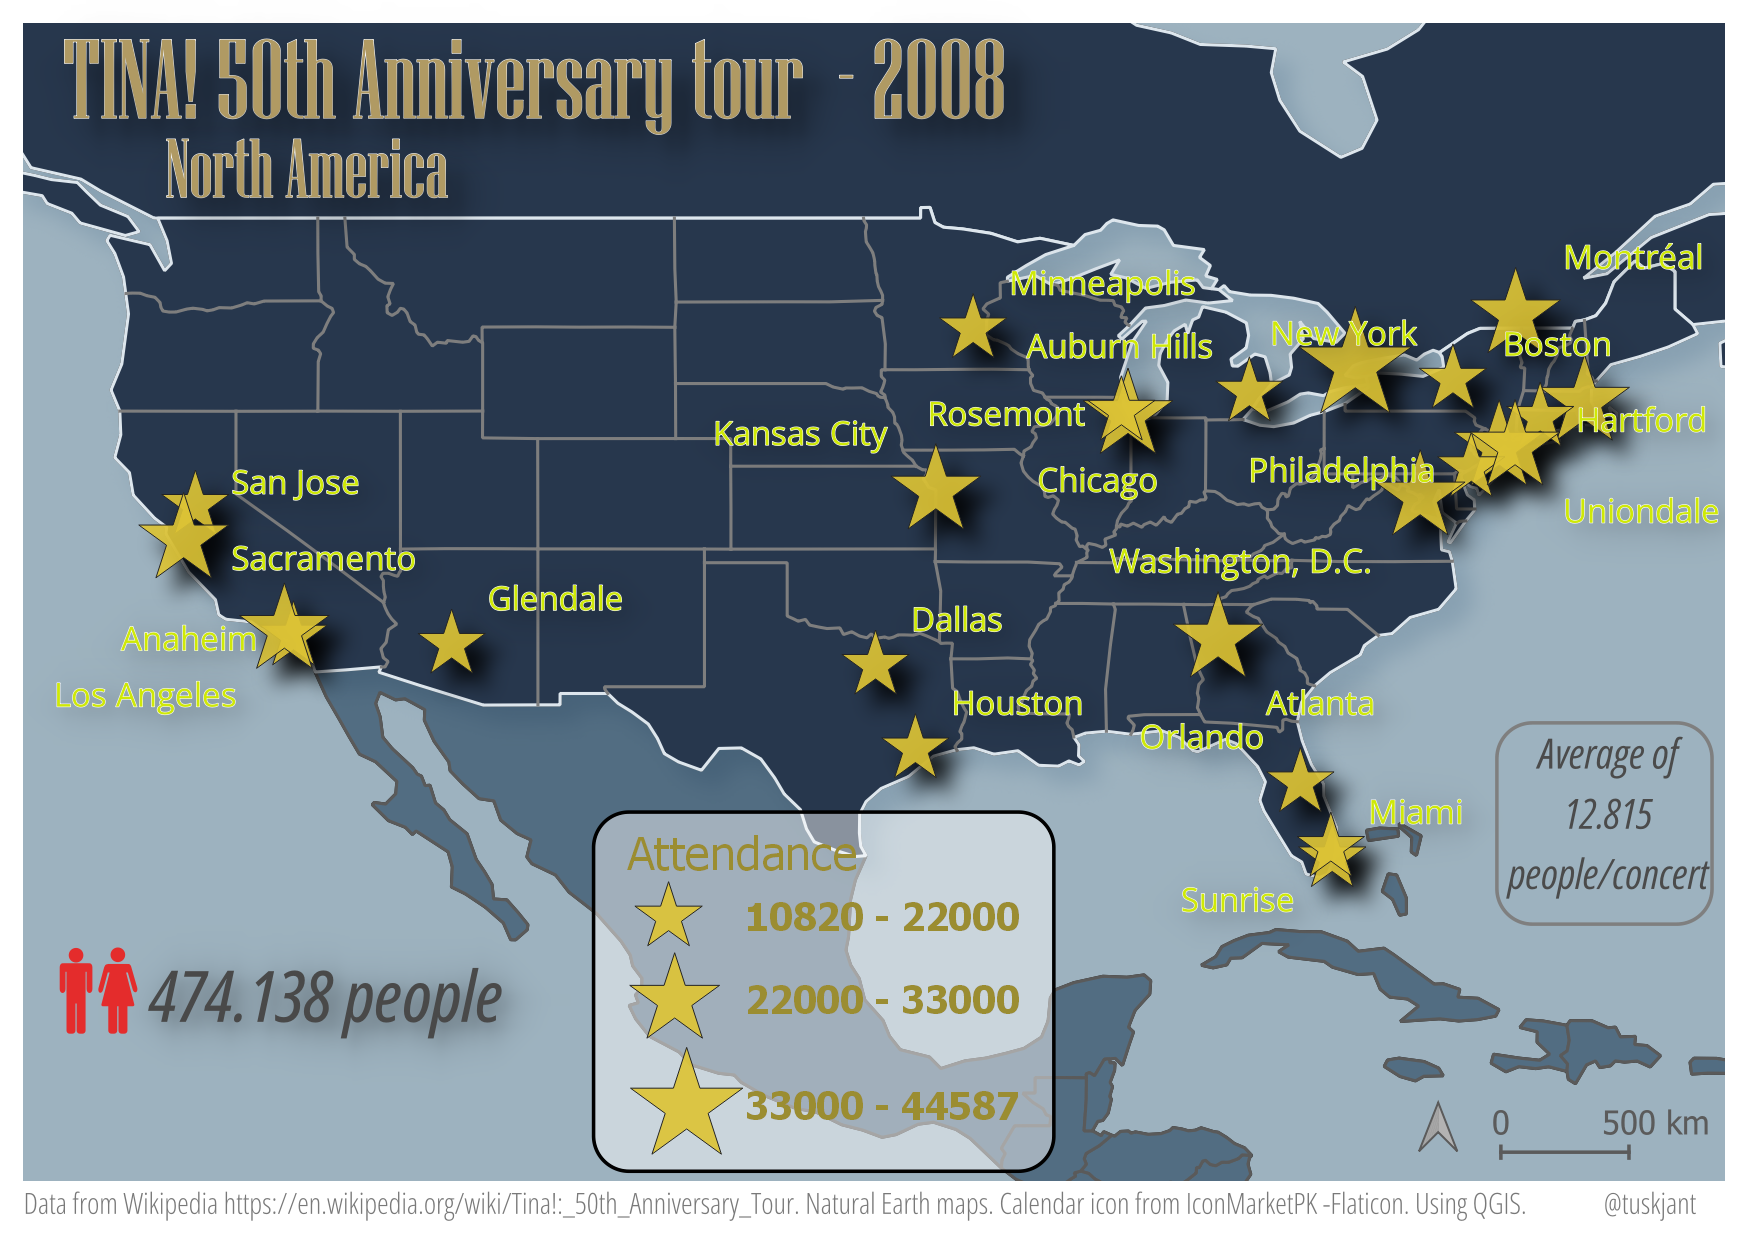 TINA! 50th Anniversary tour - 2008
North America
Montréal
Minneapolis
New York
Auburn Hills
Boston
Rosemont
Hartford
Kansas City
Philadelphia
San Jose
Chicago
Uniondale
Sacramento
Washington, D.C.
Glendale
Dallas
Anaheim
Los Angeles
Houston
Atlanta
Orlando
Miami
Sunrise
Average of
12.815
people/concert
Attendance
10820 - 22000
22000 - 33000
33000 - 44587
474.138 people
0 500 km
Data from Wikipedia https://en.wikipedia.org/wiki/Tina!:_50th_Anniversary_Tour. Natural Earth maps. Calendar icon from IconMarketPK -Flaticon. Using QGIS. @tuskjant